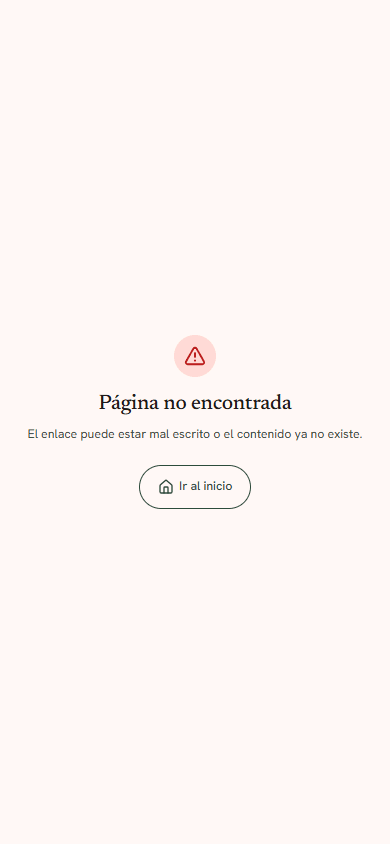 Página no encontrada
El enlace puede estar mal escrito o el contenido ya no existe.
Ir al inicio